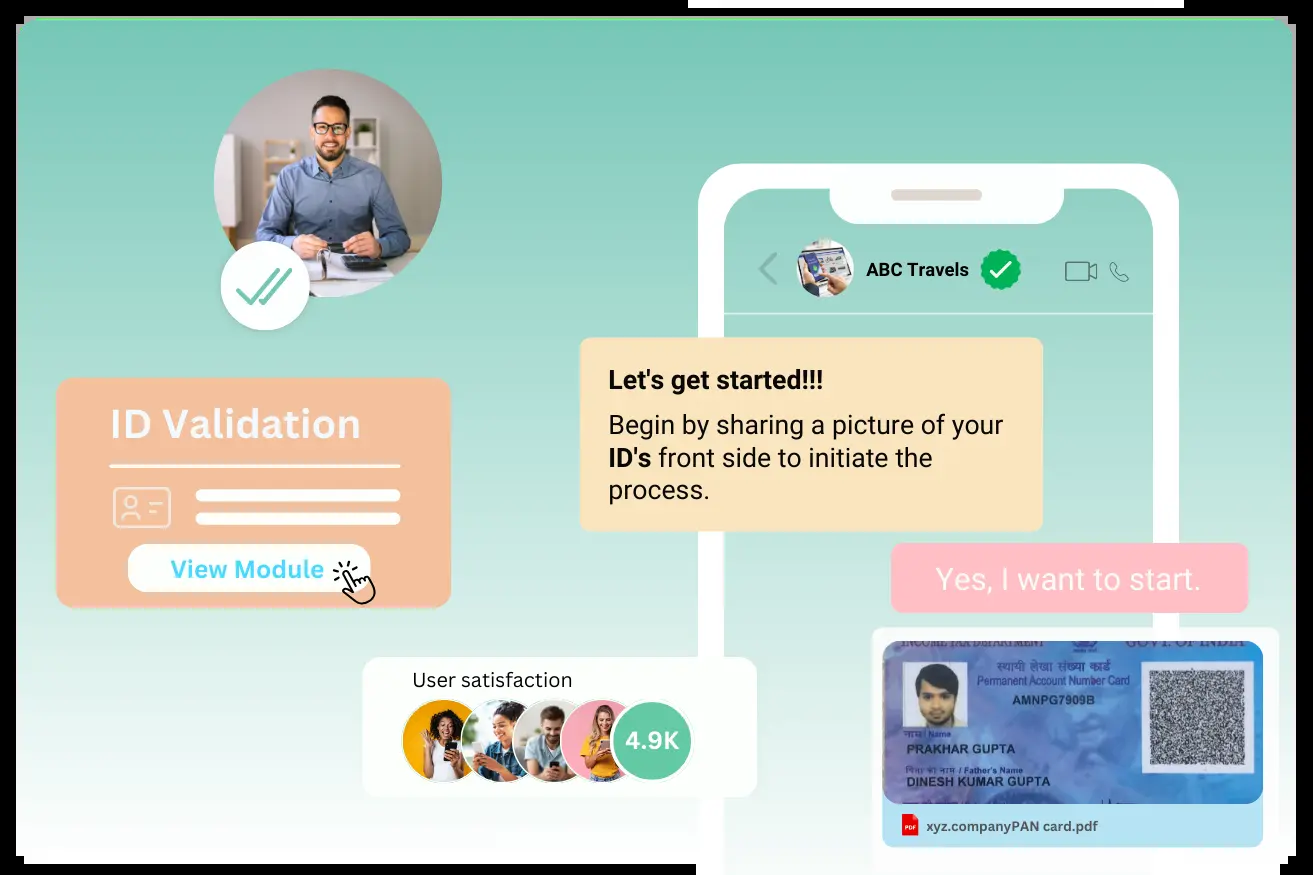 ABC Travels
Let's get started!!!
Begin by sharing a picture of your
ID's front side to initiate the
process.
ID Validation
View Module
Yes, I want to start.
User satisfaction
4.9K
INCOME TAX DEPARTMENT GOVT. OF INDIA
स्थायी लेखा संख्या कार्ड
Permanent Account Number Card
AMNPG7909B
नाम / Name
PRAKHAR GUPTA
पिता का नाम / Father's Name
DINESH KUMAR GUPTA
PDF xyz.companyPAN card.pdf